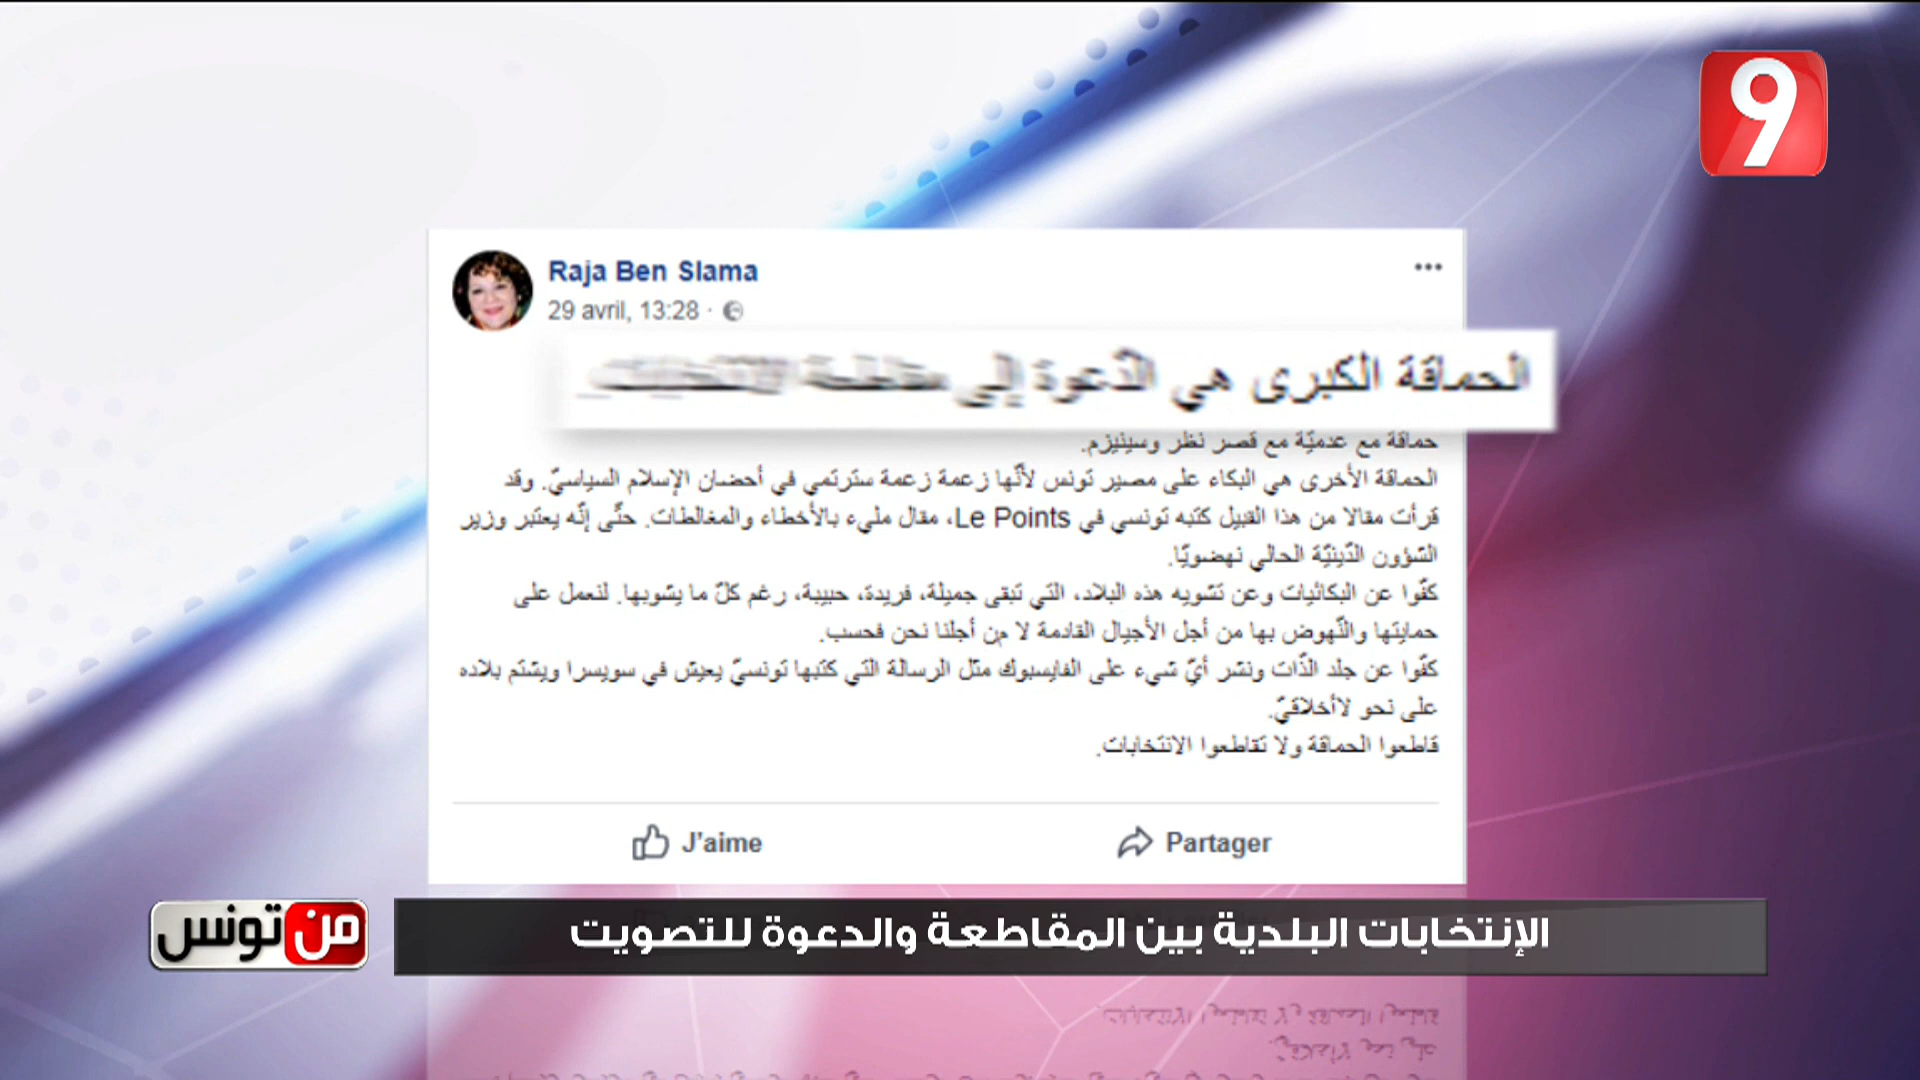 9
Raja Ben Slama
29 avril, 13:28
الحماقة الكبرى هي الدّعوة إلى مقاطعة الانتخابات.
حماقة مع عدميّة مع قصر نظر وسينيزم.
الحماقة الأخرى هي البكاء على مصير تونس لأنّها زعمة زعمة سترتمي في أحضان الإسلام السياسيّ. وقد
قرأت مقالا من هذا القبيل كتبه تونسي في Le Points، مقال مليء بالأخطاء والمغالطات. حتّى إنّه يعتبر وزير
الشؤون الدّينيّة الحالي نهضويّا.
كفّوا عن البكائيات وعن تشويه هذه البلاد، التي تبقى جميلة، فريدة، حبيبة، رغم كلّ ما يشوبها. لنعمل على
حمايتها والنّهوض بها من أجل الأجيال القادمة لا من أجلنا نحن فحسب.
كفّوا عن جلد الذّات ونشر أيّ شيء على الفايسبوك مثل الرسالة التي كتبها تونسيّ يعيش في سويسرا ويشتم بلاده
على نحو لاأخلاقيّ.
قاطعوا الحماقة ولا تقاطعوا الانتخابات.
J'aime
Partager
من تونس
الإنتخابات البلدية بين المقاطعة والدعوة للتصويت